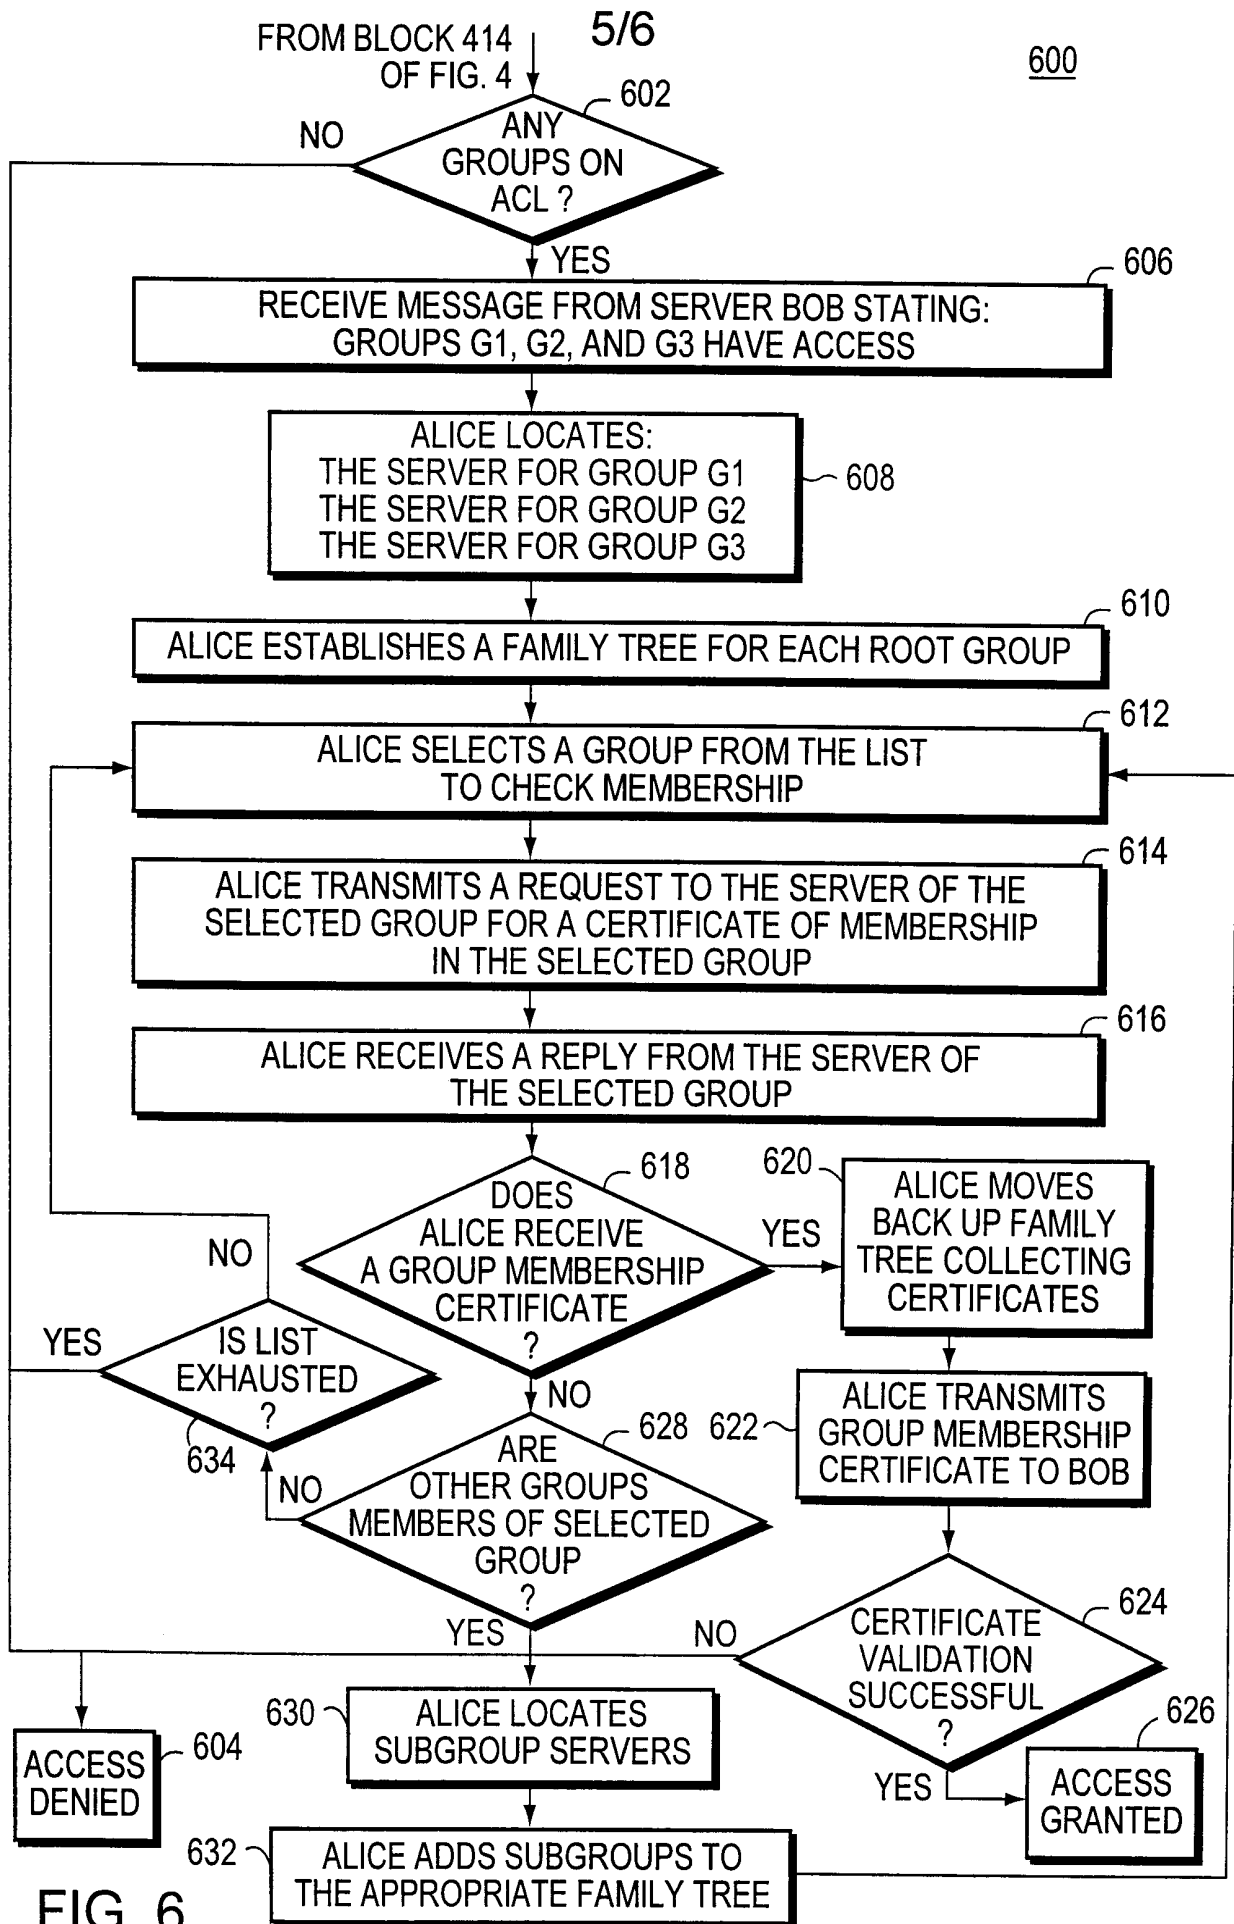 5/6
600
FROM BLOCK 414
OF FIG. 4
602
ANY
GROUPS ON
ACL ?
NO
YES
606
RECEIVE MESSAGE FROM SERVER BOB STATING:
GROUPS G1, G2, AND G3 HAVE ACCESS
ALICE LOCATES:
THE SERVER FOR GROUP G1
THE SERVER FOR GROUP G2
THE SERVER FOR GROUP G3
608
610
ALICE ESTABLISHES A FAMILY TREE FOR EACH ROOT GROUP
612
ALICE SELECTS A GROUP FROM THE LIST
TO CHECK MEMBERSHIP
614
ALICE TRANSMITS A REQUEST TO THE SERVER OF THE
SELECTED GROUP FOR A CERTIFICATE OF MEMBERSHIP
IN THE SELECTED GROUP
616
ALICE RECEIVES A REPLY FROM THE SERVER OF
THE SELECTED GROUP
618
DOES
ALICE RECEIVE
A GROUP MEMBERSHIP
CERTIFICATE
?
YES
NO
620
ALICE MOVES
BACK UP FAMILY
TREE COLLECTING
CERTIFICATES
NO
YES
IS LIST
EXHAUSTED
?
634
622
ALICE TRANSMITS
GROUP MEMBERSHIP
CERTIFICATE TO BOB
628
ARE
OTHER GROUPS
MEMBERS OF SELECTED
GROUP
?
NO
YES
624
CERTIFICATE
VALIDATION
SUCCESSFUL
?
NO
YES
604
ACCESS
DENIED
630
ALICE LOCATES
SUBGROUP SERVERS
626
ACCESS
GRANTED
632
ALICE ADDS SUBGROUPS TO
THE APPROPRIATE FAMILY TREE
FIG. 6